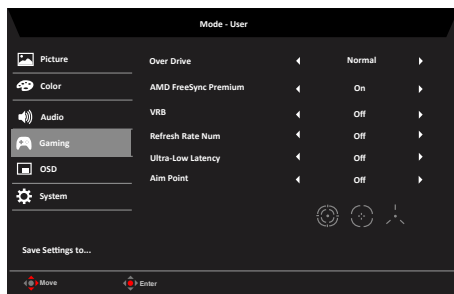 Mode - User
Picture
Over Drive Normal
Color
AMD FreeSync Premium On
Audio
VRB Off
Gaming
Refresh Rate Num Off
Ultra-Low Latency Off
OSD
Aim Point Off
System
Save Settings to...
Move Enter